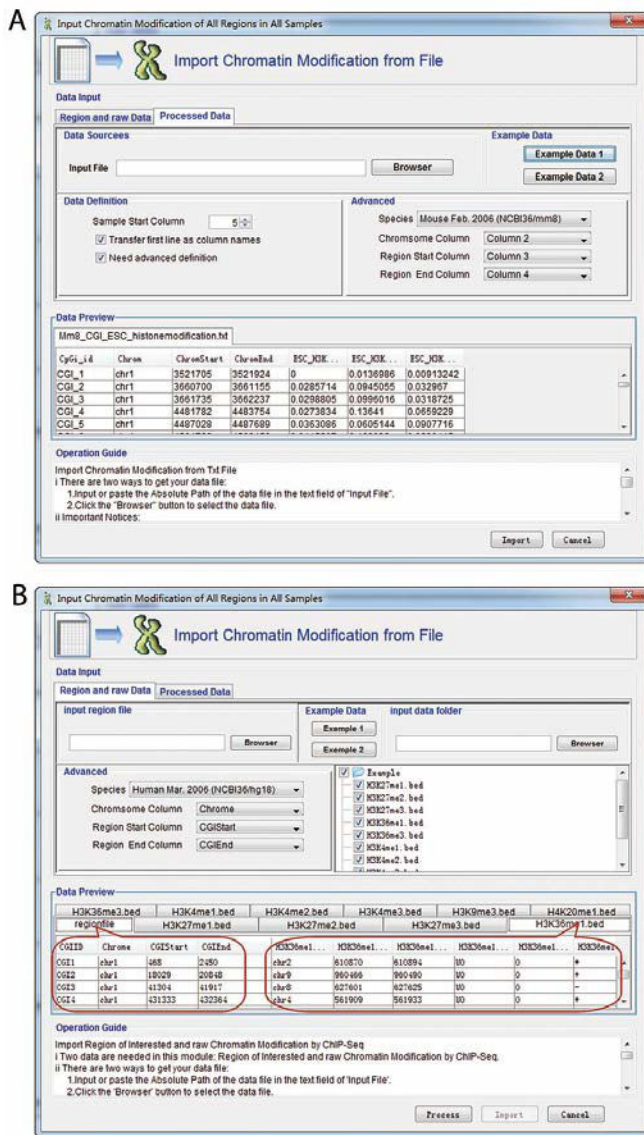 A
Input Chromatin Modification of All Regions in All Samples
Import Chromatin Modification from File
Data Input
Region and raw Data Processed Data
Data Sourcees Example Data
Input File Browser Example Data 1
Example Data 2
Data Definition Advanced
Sample Start Column 5 Species Mouse Feb. 2006 (NCBI36/mm8)
Transfer first line as column names Chromsome Column Column 2
Need advanced definition Region Start Column Column 3
Region End Column Column 4
Data Preview
Mm8_CGI_ESC_histonemodification.txt
CpGi_id Chrom ChromStart ChromEnd ESC_H3K... ESC_H3K... ESC_H3K...
CGI_1 chr1 3521705 3521924 0 0.0136986 0.00913242
CGI_2 chr1 3660700 3661155 0.0285714 0.0945055 0.032967
CGI_3 chr1 3661735 3662237 0.0298805 0.0996016 0.0318725
CGI_4 chr1 4481782 4483754 0.0273834 0.13641 0.0659229
CGI_5 chr1 4487028 4487689 0.0363086 0.0605144 0.0907716
Operation Guide
Import Chromatin Modification from Txt File
i There are two ways to get your data file:
1.Input or paste the Absolute Path of the data file in the text field of "Input File".
2.Click the "Browser" button to select the data file.
ii Important Notices:
Import Cancel
B
Input Chromatin Modification of All Regions in All Samples
Import Chromatin Modification from File
Data Input
Region and raw Data Processed Data
input region file Example Data input data folder
Browser Example 1 Browser
Example 2
Advanced
Species Human Mar. 2006 (NCBI36/hg18)
Chromsome Column Chrome
Region Start Column CGIStart
Region End Column CGIEnd
Example
H3K27me1.bed
H3K27me2.bed
H3K27me3.bed
H3K36me1.bed
H3K36me3.bed
H3K4me1.bed
H3K4me2.bed
Data Preview
H3K36me3.bed H3K4me1.bed H3K4me2.bed H3K4me3.bed H3K9me3.bed H4K20me1.bed
regionfile H3K27me1.bed H3K27me2.bed H3K27me3.bed H3K36me1.bed
CGIID Chrome CGIStart CGIEnd H3K36me1... H3K36me1... H3K36me1... H3K36me1... H3K36me1... H3K36me1
CGI1 chr1 468 2450 chr2 610870 610894 U0 0 +
CGI2 chr1 18029 20848 chr9 960466 960490 U0 0 +
CGI3 chr1 41304 41917 chr8 627601 627625 U0 0 -
CGI4 chr1 431333 432364 chr4 561909 561933 U0 0 +
Operation Guide
Import Region of Interested and raw Chromatin Modification by ChIP-Seq
i Two data are needed in this module: Region of Interested and raw Chromatin Modification by ChIP-Seq.
ii There are two ways to get your data file:
1.Input or paste the Absolute Path of the data file in the text field of 'Input File'.
2.Click the 'Browser' button to select the data file.
Process Import Cancel